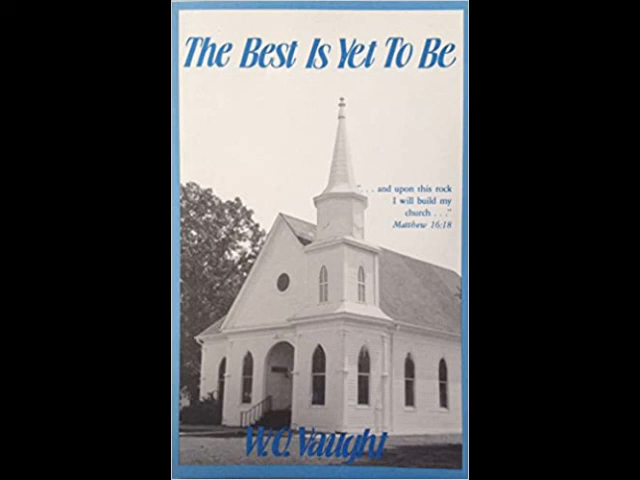 The Best Is Yet To Be
". . . and upon this rock
I will build my
church . . ."
Matthew 16:18
W.O. Vaught